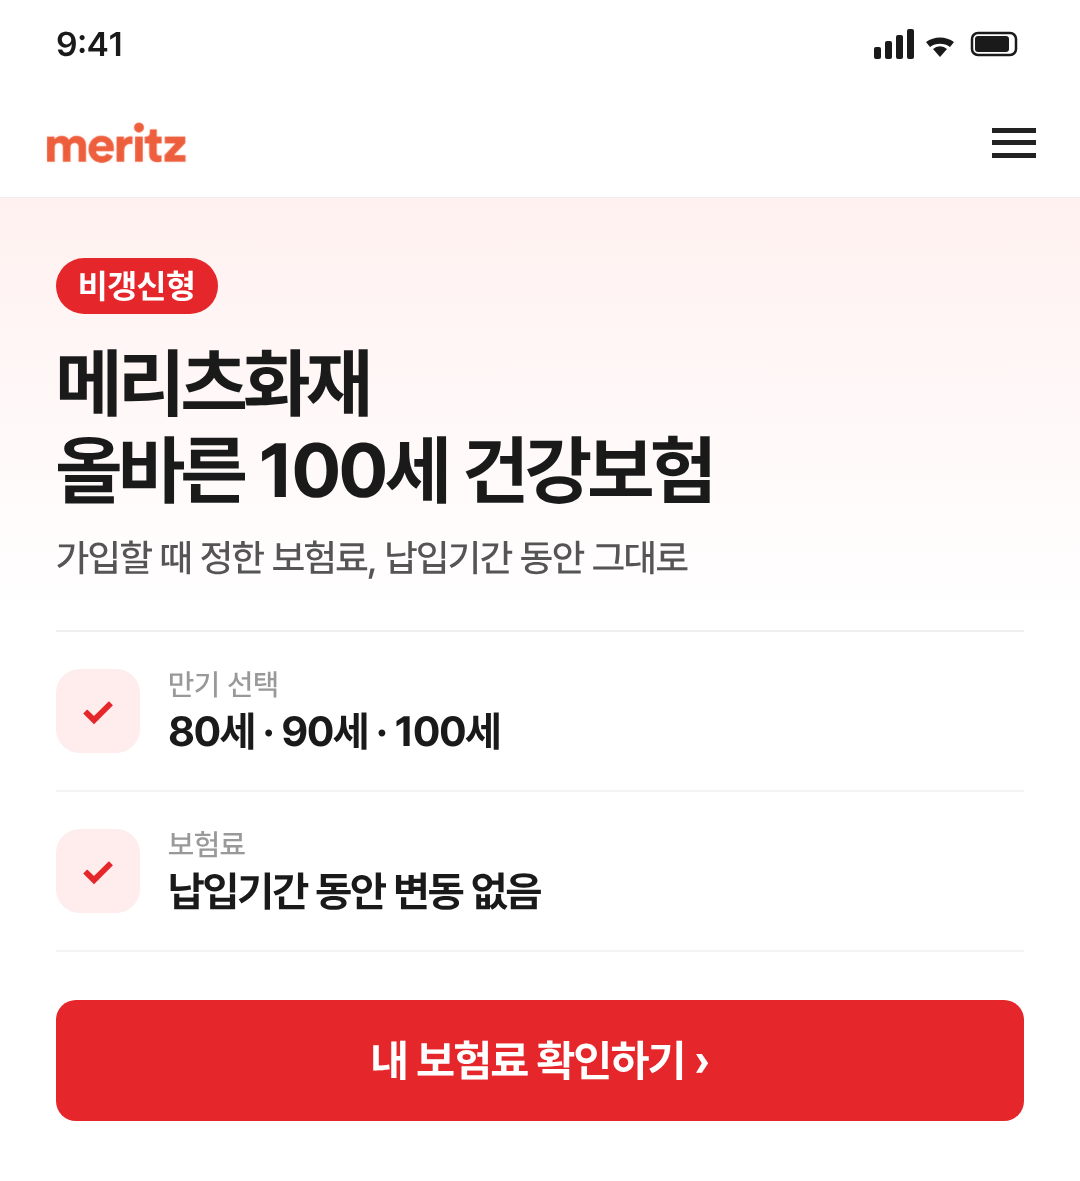 9:41
meritz
비갱신형
메리츠화재
올바른 100세 건강보험
가입할 때 정한 보험료, 납입기간 동안 그대로
만기 선택
80세 · 90세 · 100세
보험료
납입기간 동안 변동 없음
내 보험료 확인하기 ›